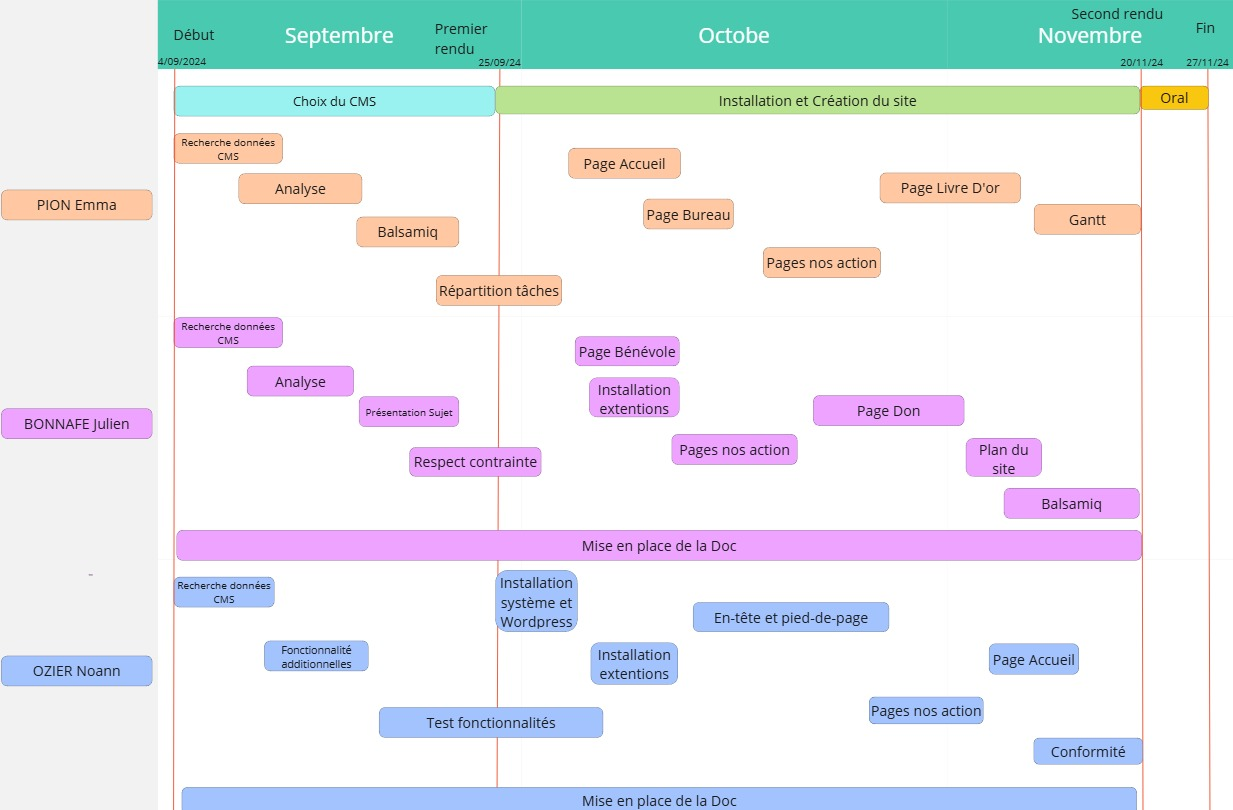 Début
Septembre
Premier
rendu
Octobe
Second rendu
Novembre
Fin
4/09/2024
25/09/24
20/11/24
27/11/24
Choix du CMS
Installation et Création du site
Oral
PION Emma
Recherche données
CMS
Analyse
Balsamiq
Répartition tâches
Page Accueil
Page Bureau
Pages nos action
Page Livre D'or
Gantt
BONNAFE Julien
Recherche données
CMS
Analyse
Présentation Sujet
Respect contrainte
Page Bénévole
Installation
extentions
Pages nos action
Page Don
Plan du
site
Balsamiq
Mise en place de la Doc
OZIER Noann
Recherche données
CMS
Fonctionnalité
additionnelles
Test fonctionnalités
Installation
système et
Wordpress
Installation
extentions
En-tête et pied-de-page
Pages nos action
Page Accueil
Conformité
Mise en place de la Doc